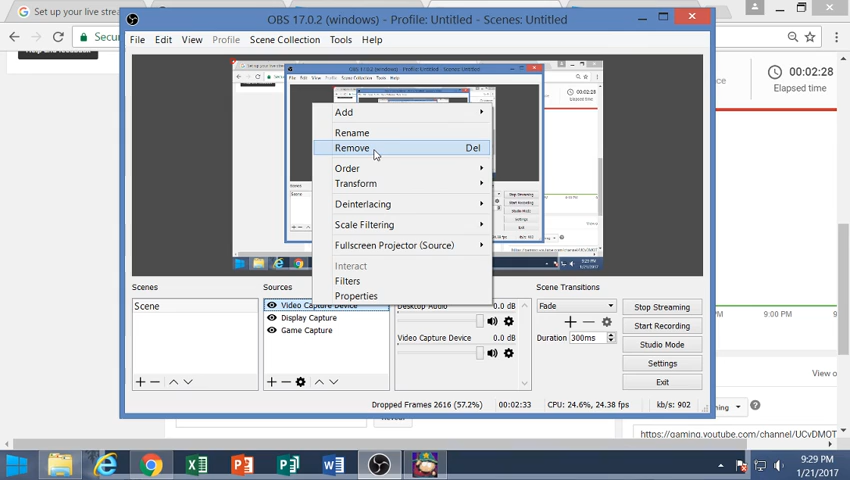 Set up your live strea
OBS 17.0.2 (windows) - Profile: Untitled - Scenes: Untitled
Secur
File Edit View Profile Scene Collection Tools Help
00:02:28
Elapsed time
Add
Rename
Remove Del
Order
Transform
Deinterlacing
Scale Filtering
Fullscreen Projector (Source)
Interact
Filters
Properties
Scenes
Sources
Scene Transitions
Scene
Video Capture Device
Display Capture
Game Capture
Desktop Audio 0.0 dB
Video Capture Device 0.0 dB
Fade
Duration 300ms
Stop Streaming
Start Recording
Studio Mode
Settings
Exit
Dropped Frames 2616 (57.2%) 00:02:33 CPU: 24.6%, 24.38 fps kb/s: 902
PM
9:00 PM
View o
https://gaming.youtube.com/channel/UCvDMOT
9:29 PM
1/21/2017